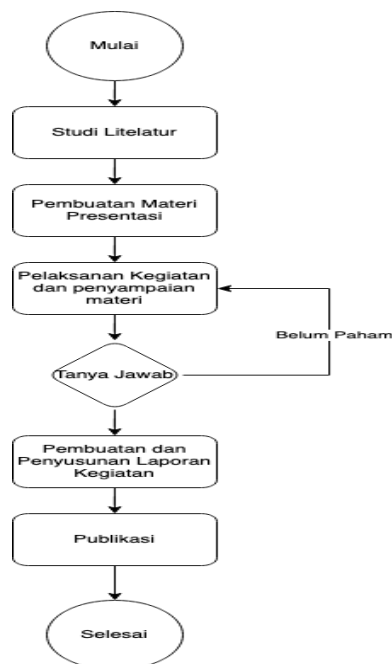 Mulai
Studi Litelatur
Pembuatan Materi
Presentasi
Pelaksanan Kegiatan
dan penyampaian
materi
Belum Paham
Tanya Jawab
Pembuatan dan
Penyusunan Laporan
Kegiatan
Publikasi
Selesai